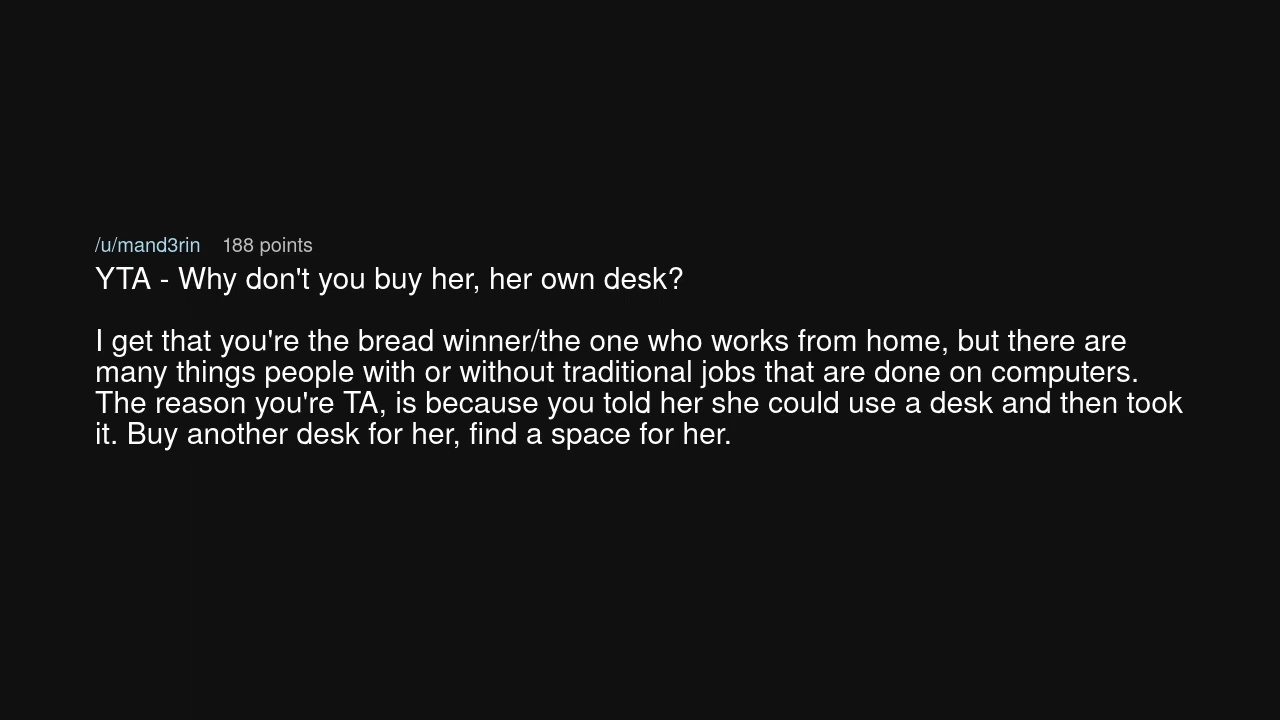 /u/mand3rin 188 points
YTA - Why don't you buy her, her own desk?
I get that you're the bread winner/the one who works from home, but there are
many things people with or without traditional jobs that are done on computers.
The reason you're TA, is because you told her she could use a desk and then took
it. Buy another desk for her, find a space for her.